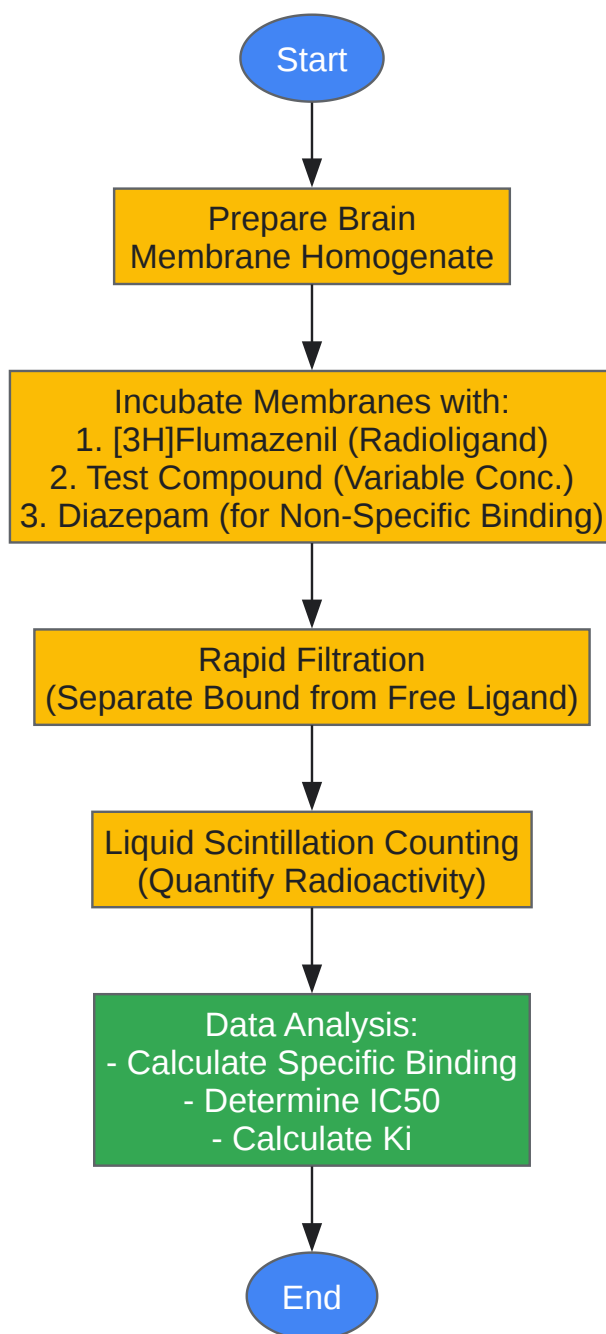 Start
Prepare Brain
Membrane Homogenate
Incubate Membranes with:
1. [3H]Flumazenil (Radioligand)
2. Test Compound (Variable Conc.)
3. Diazepam (for Non-Specific Binding)
Rapid Filtration
(Separate Bound from Free Ligand)
Liquid Scintillation Counting
(Quantify Radioactivity)
Data Analysis:
- Calculate Specific Binding
- Determine IC50
- Calculate Ki
End